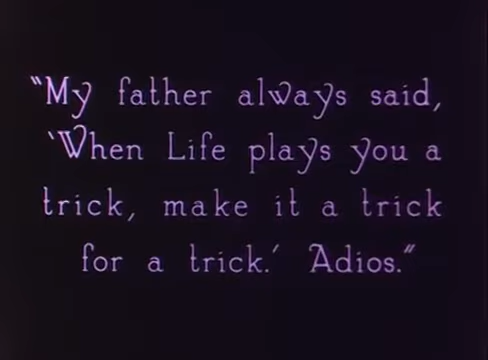 "My father always said,
'When Life plays you a
trick, make it a trick
for a trick.' Adios."